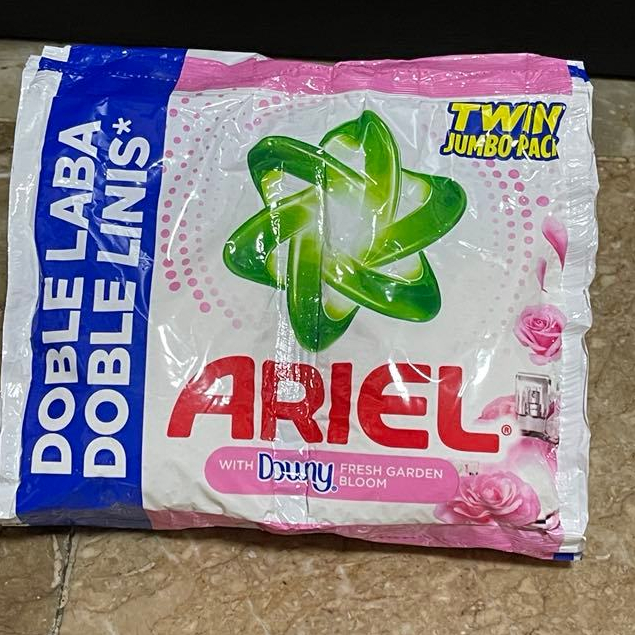 DOBLE LABA
DOBLE LINIS*
TWIN
JUMBO PACK
ARIEL®
WITH Downy® FRESH GARDEN
BLOOM